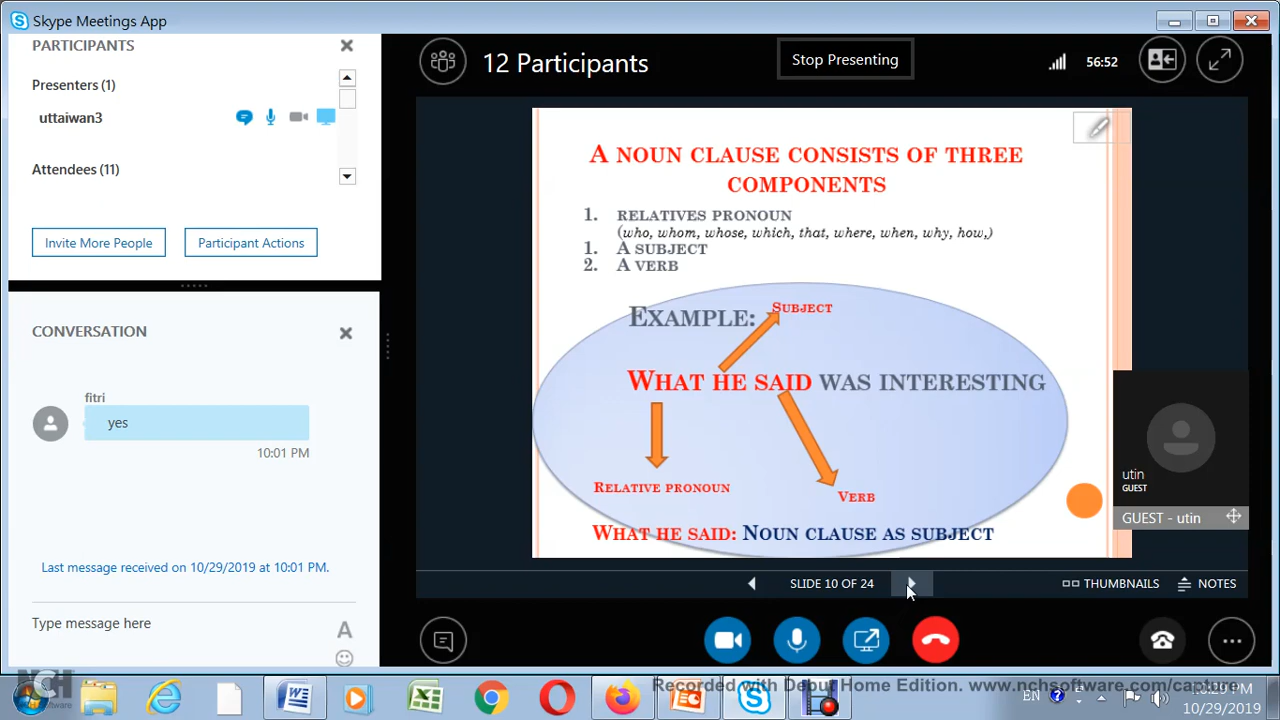 Skype Meetings App
PARTICIPANTS
Presenters (1)
uttaiwan3
Attendees (11)
Invite More People
Participant Actions
CONVERSATION
fitri
yes
10:01 PM
Last message received on 10/29/2019 at 10:01 PM.
Type message here
A
12 Participants
Stop Presenting
56:52
A NOUN CLAUSE CONSISTS OF THREE
COMPONENTS
1. RELATIVES PRONOUN
(who, whom, whose, which, that, where, when, why, how,)
1. A SUBJECT
2. A VERB
EXAMPLE:
SUBJECT
WHAT HE SAID WAS INTERESTING
RELATIVE PRONOUN
VERB
WHAT HE SAID: NOUN CLAUSE AS SUBJECT
utin
GUEST
GUEST - utin
SLIDE 10 OF 24
THUMBNAILS
NOTES
NCH
Software
Recorded with Debut Home Edition. www.nchsoftware.com/capture
EN
10/29/2019